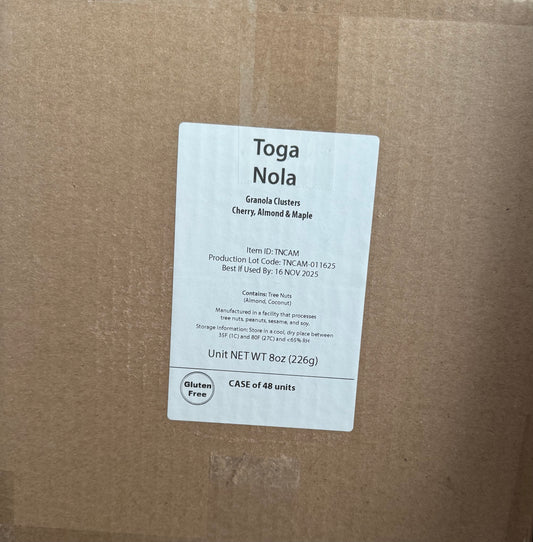 Toga
Nola
Granola Clusters
Cherry, Almond & Maple
Item ID: TNCAM
Production Lot Code: TNCAM-011625
Best If Used By: 16 NOV 2025
Contains: Tree Nuts
(Almond, Coconut)
Manufactured in a facility that processes
tree nuts, peanuts, sesame, and soy.
Storage Information: Store in a cool, dry place between
35F (1C) and 80F (27C) and <65% RH
Unit NET WT 8oz (226g)
Gluten
Free
CASE of 48 units